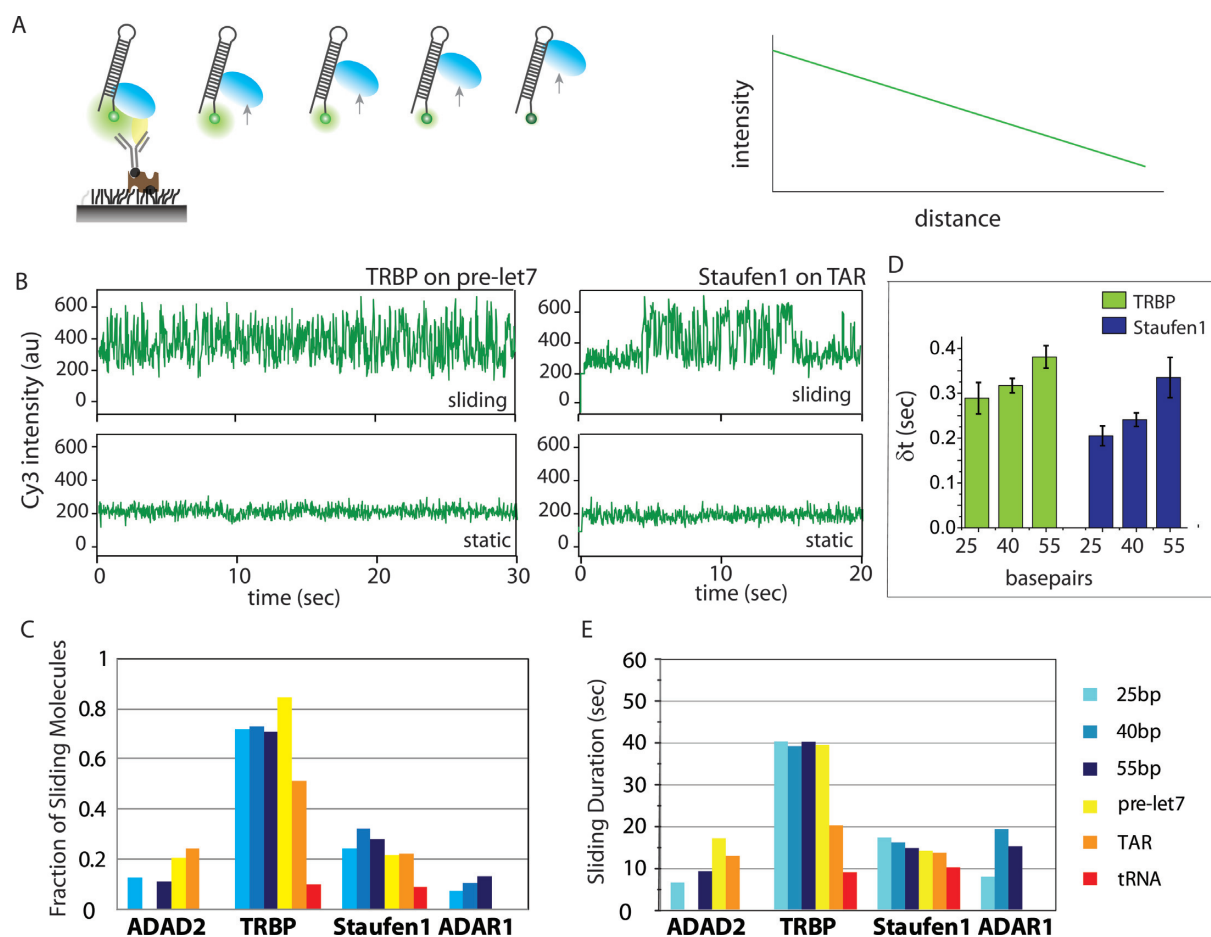 A
intensity
distance
B
TRBP on pre-let7
Staufen1 on TAR
Cy3 intensity (au)
600
400
200
0
sliding
600
400
200
0
sliding
600
400
200
0
static
0
10
20
30
time (sec)
600
400
200
0
static
0
10
20
time (sec)
D
TRBP
Staufen1
δt (sec)
0.4
0.3
0.2
0.1
0.0
25
40
55
25
40
55
basepairs
C
Fraction of Sliding Molecules
1
0.8
0.6
0.4
0.2
0
ADAD2
TRBP
Staufen1
ADAR1
E
Sliding Duration (sec)
60
50
40
30
20
10
0
ADAD2
TRBP
Staufen1
ADAR1
25bp
40bp
55bp
pre-let7
TAR
tRNA